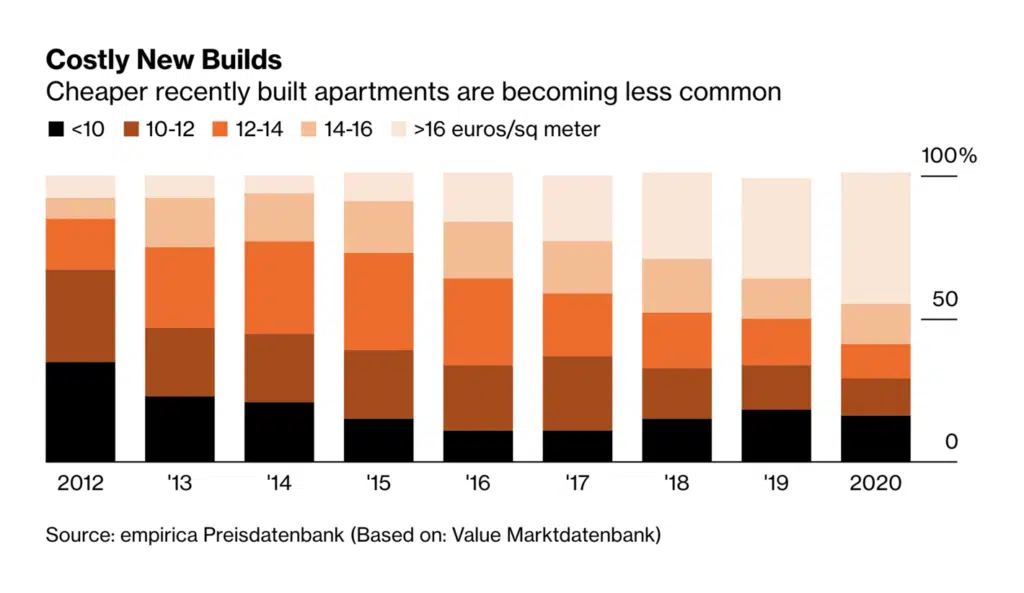 Costly New Builds
Cheaper recently built apartments are becoming less common
<10 10-12 12-14 14-16 >16 euros/sq meter
100%
50
0
2012 '13 '14 '15 '16 '17 '18 '19 2020
Source: empirica Preisdatenbank (Based on: Value Marktdatenbank)